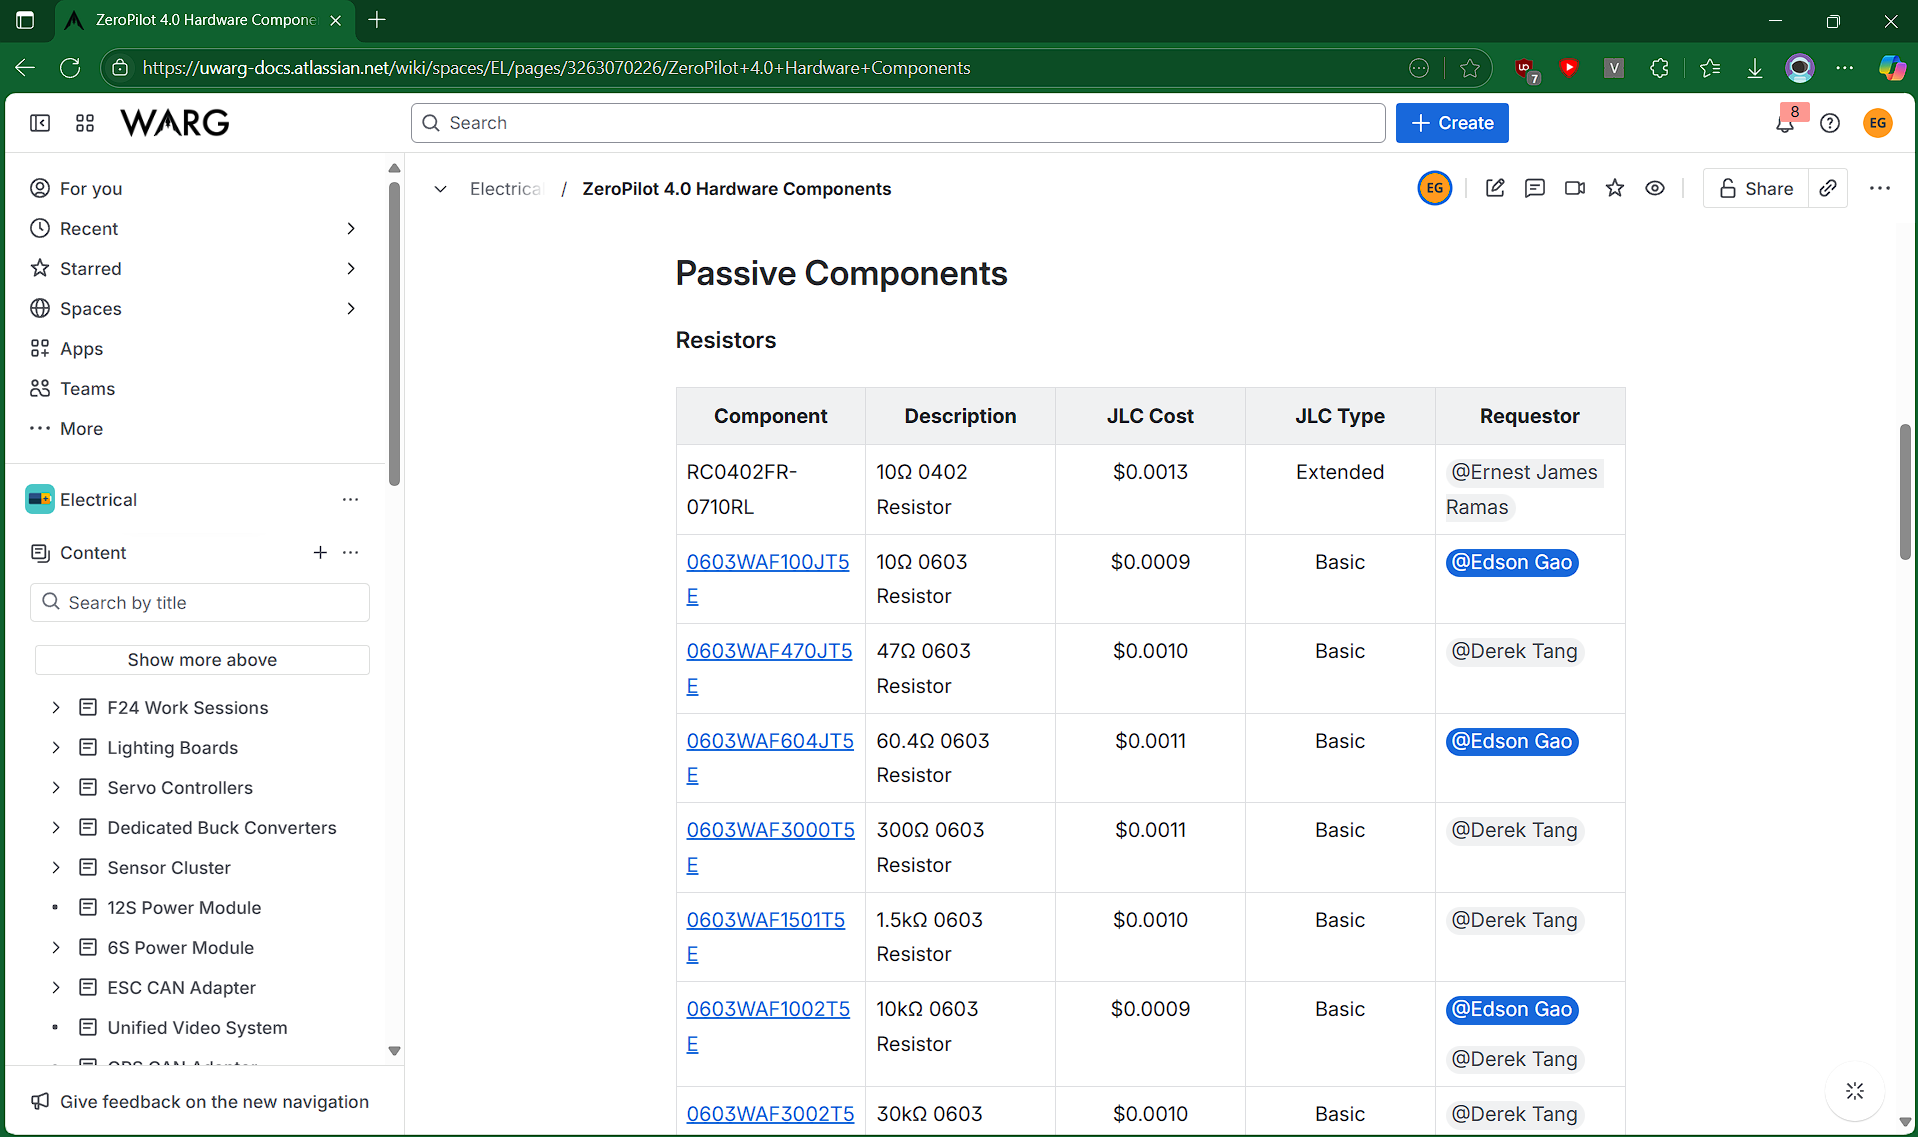 ZeroPilot 4.0 Hardware Compone
https://uwarg-docs.atlassian.net/wiki/spaces/EL/pages/3263070226/ZeroPilot+4.0+Hardware+Components
7
V
WARG
Search
Create
8
EG
For you
Recent
Starred
Spaces
Apps
Teams
More
Electrical
Content
Search by title
Show more above
F24 Work Sessions
Lighting Boards
Servo Controllers
Dedicated Buck Converters
Sensor Cluster
12S Power Module
6S Power Module
ESC CAN Adapter
Unified Video System
Give feedback on the new navigation
Electrical / ZeroPilot 4.0 Hardware Components
EG
Share
Passive Components
Resistors
Component Description JLC Cost JLC Type Requestor
RC0402FR- 10Ω 0402 $0.0013 Extended @Ernest James
0710RL Resistor Ramas
0603WAF100JT5 10Ω 0603 $0.0009 Basic @Edson Gao
E Resistor
0603WAF470JT5 47Ω 0603 $0.0010 Basic @Derek Tang
E Resistor
0603WAF604JT5 60.4Ω 0603 $0.0011 Basic @Edson Gao
E Resistor
0603WAF3000T5 300Ω 0603 $0.0011 Basic @Derek Tang
E Resistor
0603WAF1501T5 1.5kΩ 0603 $0.0010 Basic @Derek Tang
E Resistor
0603WAF1002T5 10kΩ 0603 $0.0009 Basic @Edson Gao
E Resistor
@Derek Tang
0603WAF3002T5 30kΩ 0603 $0.0010 Basic @Derek Tang